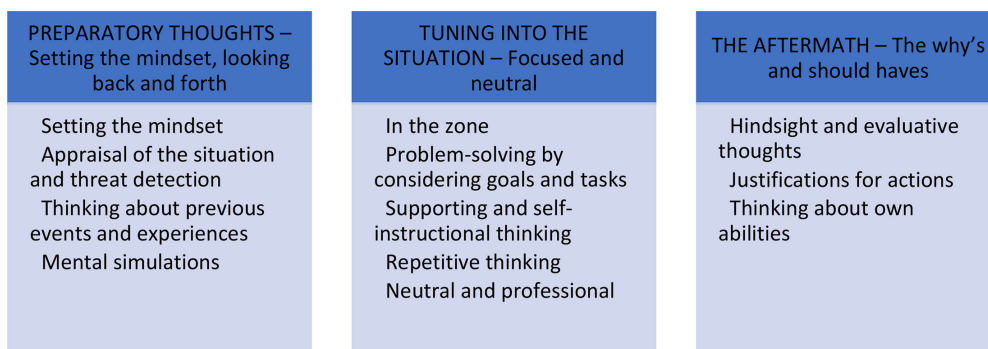 PREPARATORY THOUGHTS –
Setting the mindset, looking
back and forth
Setting the mindset
Appraisal of the situation
and threat detection
Thinking about previous
events and experiences
Mental simulations
TUNING INTO THE
SITUATION – Focused and
neutral
In the zone
Problem-solving by
considering goals and tasks
Supporting and self-
instructional thinking
Repetitive thinking
Neutral and professional
THE AFTERMATH – The why’s
and should haves
Hindsight and evaluative
thoughts
Justifications for actions
Thinking about own
abilities